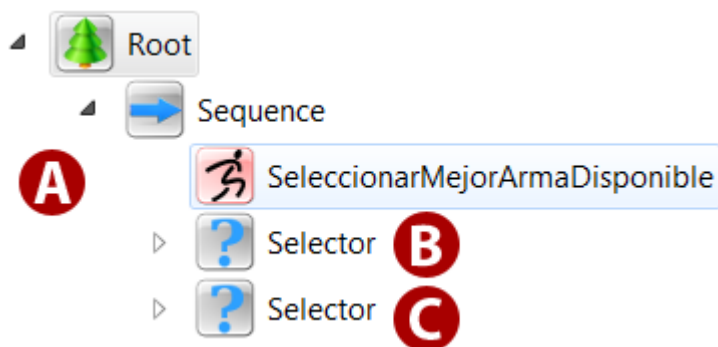 Root
Sequence
A
SeleccionarMejorArmaDisponible
Selector B
Selector C